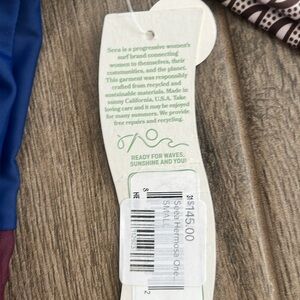 Seea is a progressive women's
surf brand connecting
women to themselves, their
communities, and the planet.
This garment was responsibly
crafted from recycled and
sustainable materials. Made in
sunny California, U.S.A. Take
loving care and it may be enjoyed
for many summers. We provide
free repairs and recycling.
READY FOR WAVES,
SUNSHINE AND YOU!
$145.00
Seea Hermosa One...
SMALL